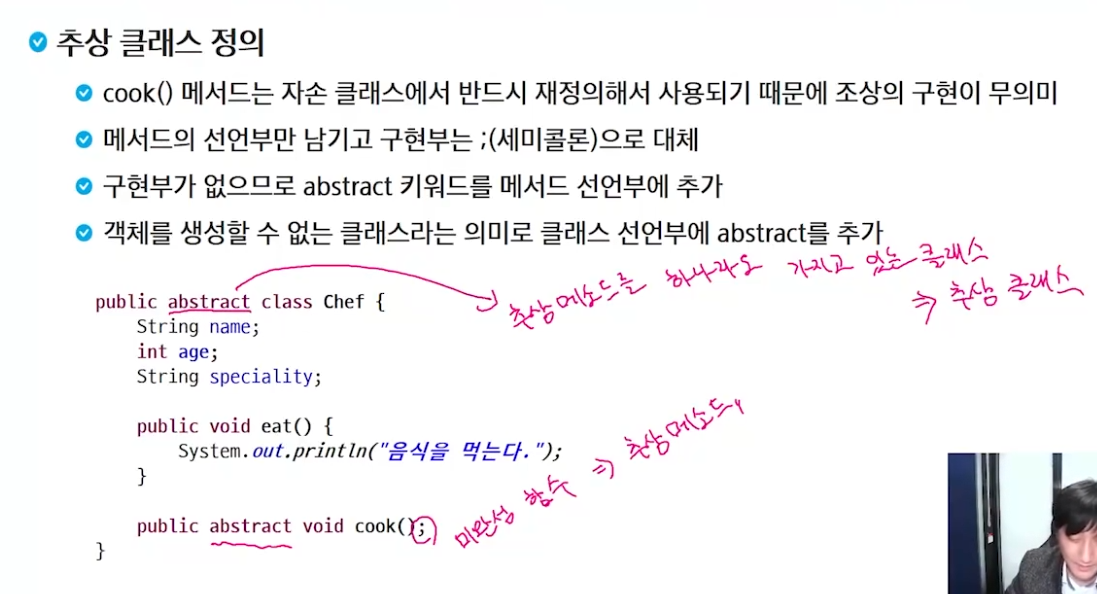 추상 클래스 정의
cook() 메서드는 자손 클래스에서 반드시 재정의해서 사용되기 때문에 조상의 구현이 무의미
메서드의 선언부만 남기고 구현부는 ;(세미콜론)으로 대체
구현부가 없으므로 abstract 키워드를 메서드 선언부에 추가
객체를 생성할 수 없는 클래스라는 의미로 클래스 선언부에 abstract를 추가
추상메소드를 하나라도 가지고 있는 클래스
⇒ 추상 클래스
public abstract class Chef {
String name;
int age;
String speciality;
public void eat() {
System.out.println("음식을 먹는다.");
}
public abstract void cook();
미완성 함수 ⇒ 추상메소드,
}